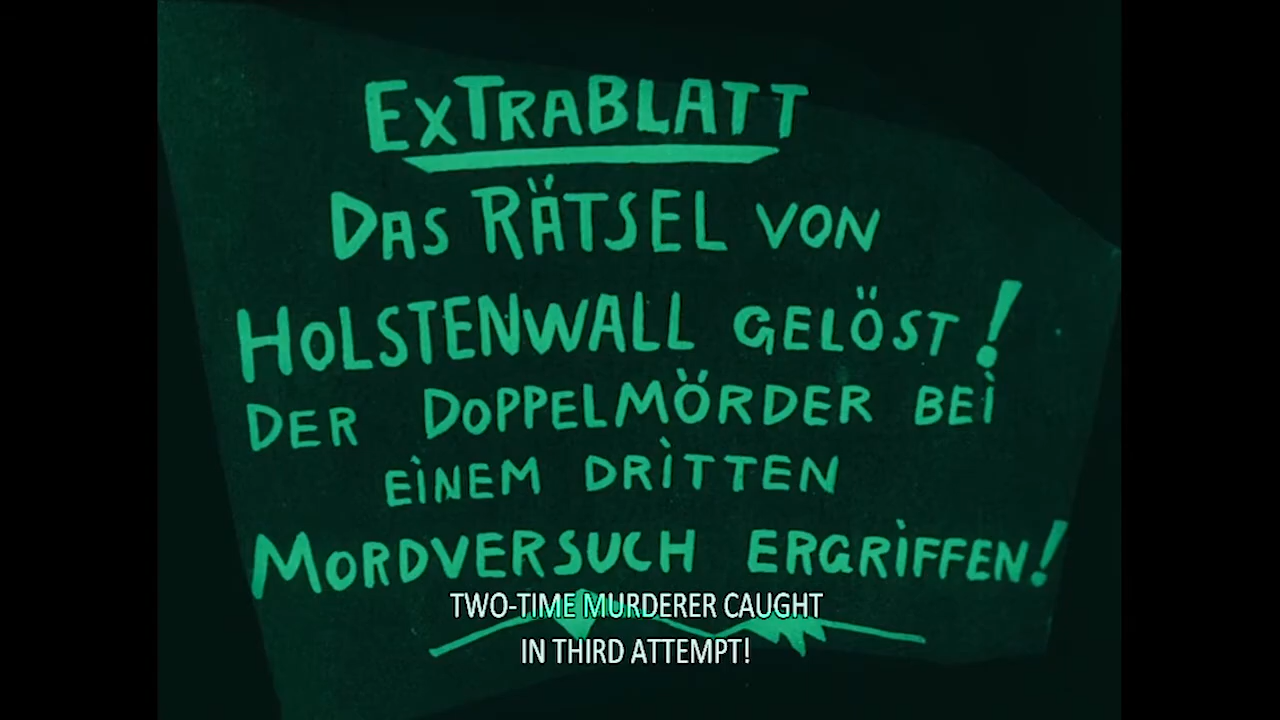 EXTRABLATT
DAS RÄTSEL VON
HOLSTENWALL GELÖST!
DER DOPPELMÖRDER BEI
EINEM DRITTEN
MORDVERSUCH ERGRIFFEN!
TWO-TIME MURDERER CAUGHT
IN THIRD ATTEMPT!